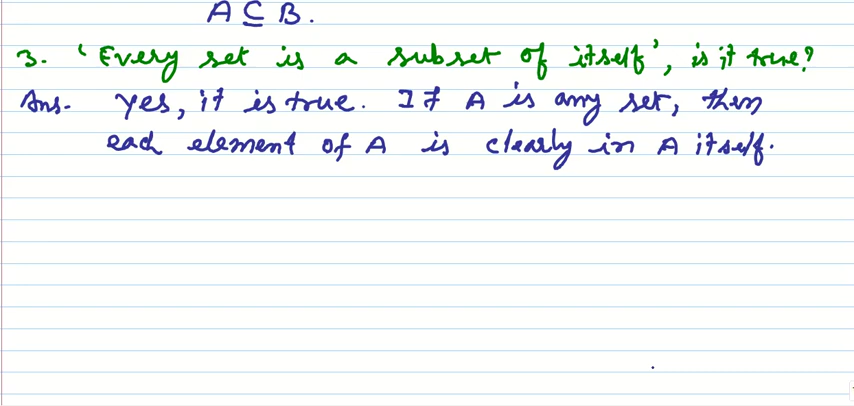 A ⊆ B.
3. 'Every set is a subset of itself', is it true?
Ans. Yes, it is true. If A is any set, then
each element of A is clearly in A itself.